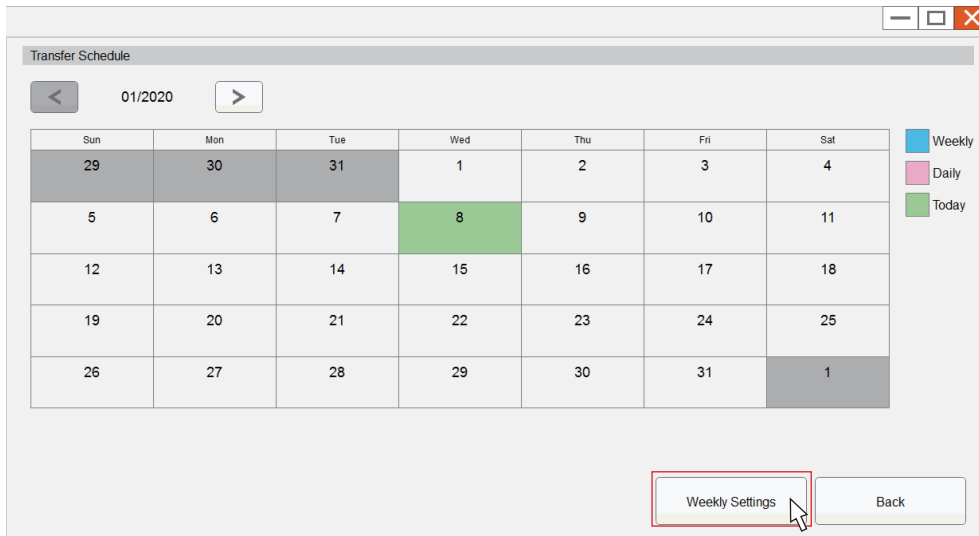 Transfer Schedule
< 01/2020 >
Sun Mon Tue Wed Thu Fri Sat
29 30 31 1 2 3 4
5 6 7 8 9 10 11
12 13 14 15 16 17 18
19 20 21 22 23 24 25
26 27 28 29 30 31 1
Weekly
Daily
Today
Weekly Settings
Back